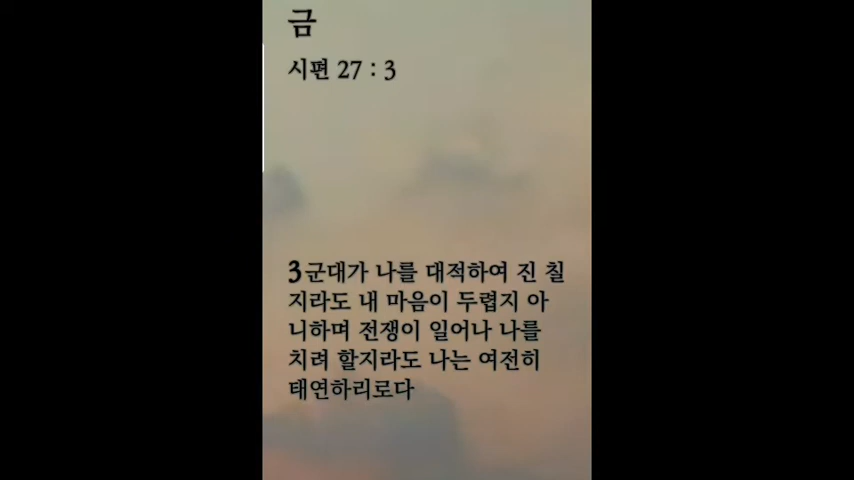 금
시편 27 : 3
3군대가 나를 대적하여 진 칠
지라도 내 마음이 두렵지 아
니하며 전쟁이 일어나 나를
치려 할지라도 나는 여전히
태연하리로다